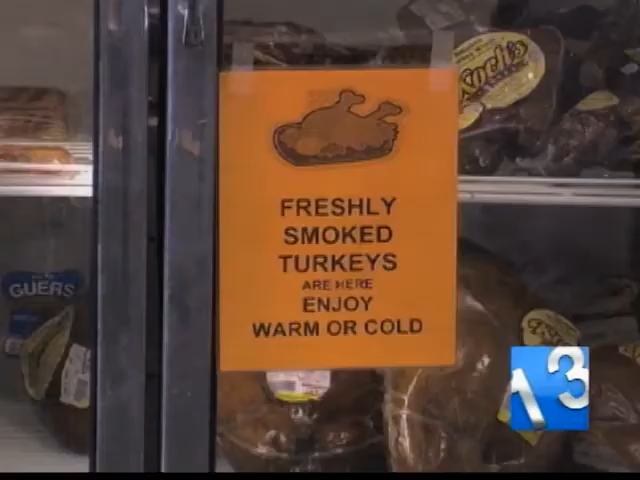 Koch's
FRESHLY
SMOKED
TURKEYS
ARE HERE
ENJOY
WARM OR COLD
GUERS
13